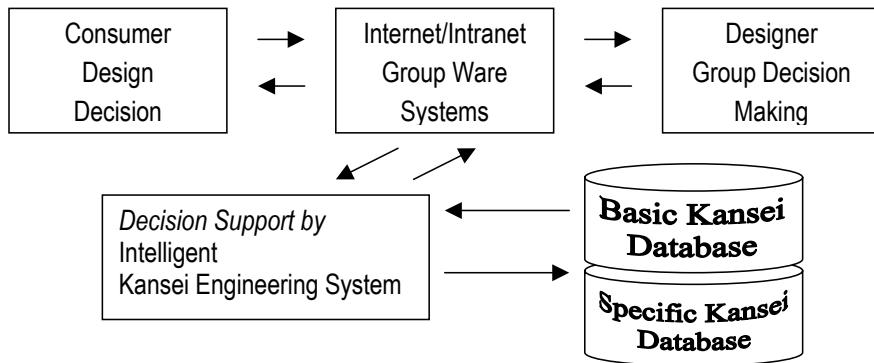 Consumer
Design
Decision
Internet/Intranet
Group Ware
Systems
Designer
Group Decision
Making
Decision Support by
Intelligent
Kansei Engineering System
Basic Kansei
Database
Specific Kansei
Database